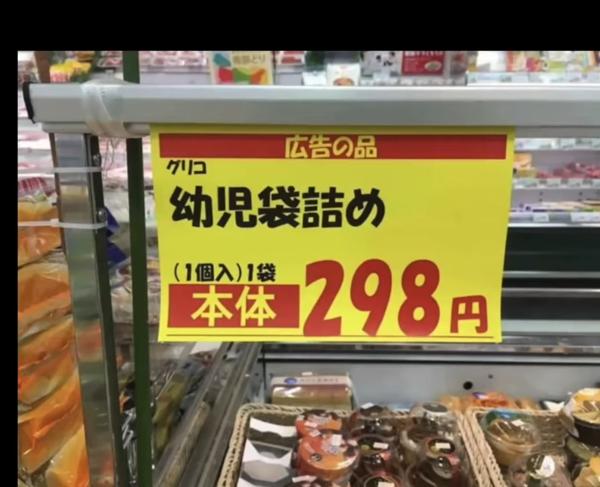 広告の品
グリコ
幼児袋詰め
(1個入)1袋
本体 298円